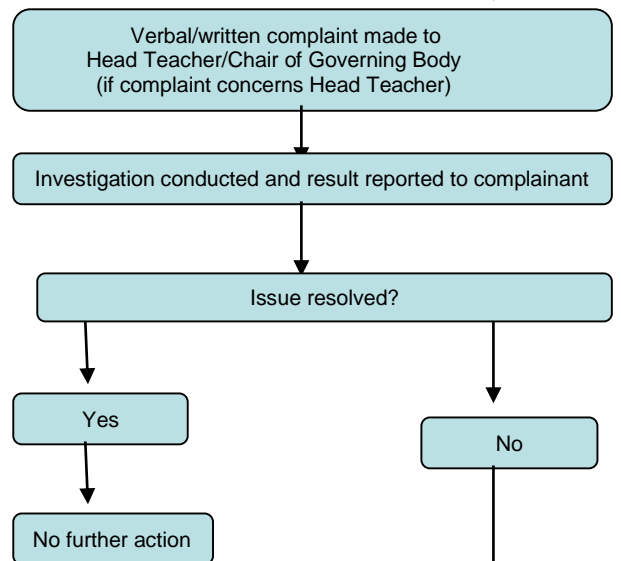 Verbal/written complaint made to
Head Teacher/Chair of Governing Body
(if complaint concerns Head Teacher)
Investigation conducted and result reported to complainant
Issue resolved?
Yes
No
No further action